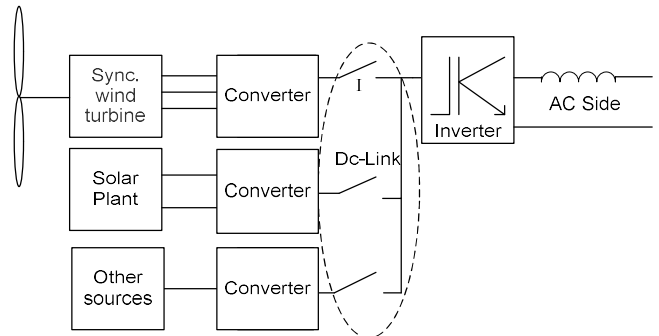 Sync.
wind
turbine
Converter
I
Inverter
AC Side
Dc-Link
Solar
Plant
Converter
Other
sources
Converter